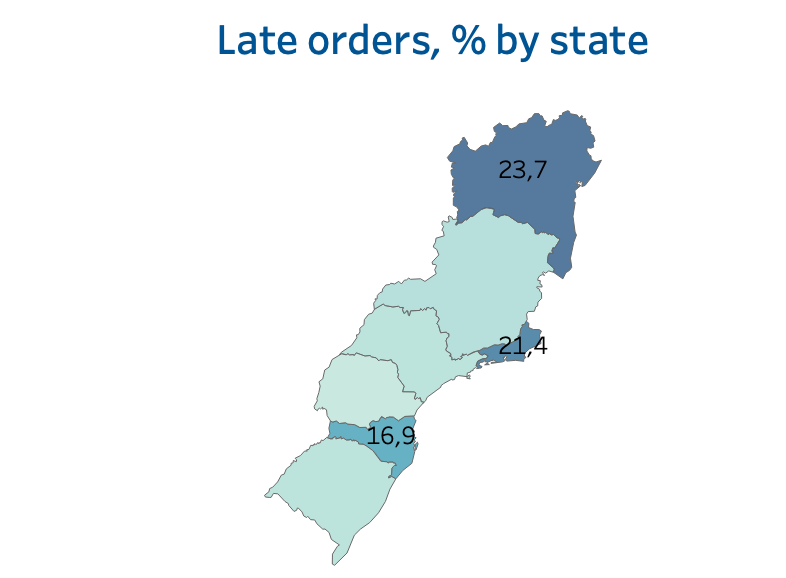 Late orders, % by state
23,7
21,4
16,9